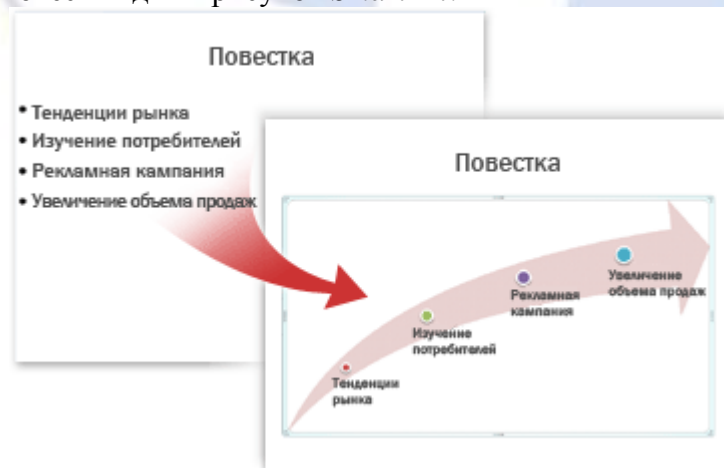 Повестка
• Тенденции рынка
• Изучение потребителей
• Рекламная кампания
• Увеличение объема продаж
Повестка
Увеличение
объема продаж
Рекламная
кампания
Изучение
потребителей
Тенденции
рынка